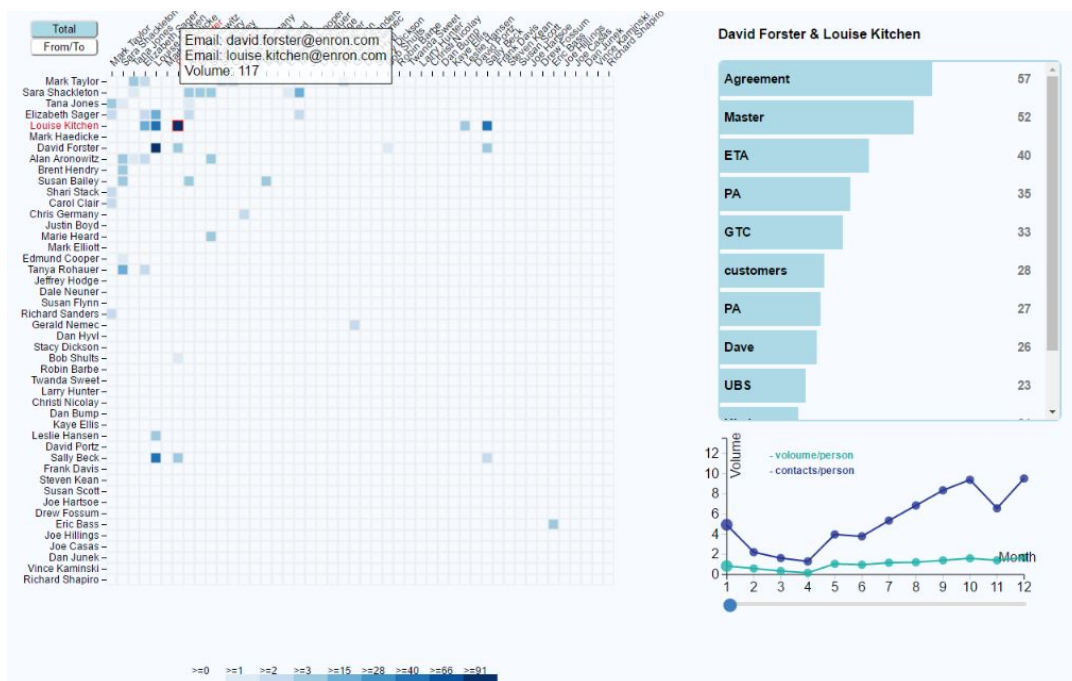 Total
From/To
Email: david.forster@enron.com
Email: louise.kitchen@enron.com
Volume: 117
Mark Taylor
Sara Shackleton
Tana Jones
Elizabeth Sager
Louise Kitchen
Mark Haedicke
David Forster
Alan Aronowitz
Brent Hendry
Susan Bailey
Shari Stack
Carol Clair
Chris Germany
Justin Boyd
Marie Heard
Mark Elliott
Edmund Cooper
Tanya Rohauer
Jeffrey Hodge
Dale Neuner
Susan Flynn
Richard Sanders
Gerald Nemec
Dan Hyvl
Stacy Dickson
Bob Shults
Robin Barbe
Twanda Sweet
Larry Hunter
Christi Nicolay
Dan Bump
Kaye Ellis
Leslie Hansen
David Portz
Sally Beck
Frank Davis
Steven Kean
Susan Scott
Joe Hartsoe
Drew Fossum
Eric Bass
Joe Hillings
Joe Casas
Dan Junek
Vince Kaminski
Richard Shapiro
>=0 >=1 >=2 >=3 >=15 >=28 >=40 >=66 >=91
David Forster & Louise Kitchen
Agreement 57
Master 52
ETA 40
PA 35
GTC 33
customers 28
PA 27
Dave 26
UBS 23
Volume
- voloume/person
- contacts/person
12
10
8
6
4
2
0
Month
1 2 3 4 5 6 7 8 9 10 11 12